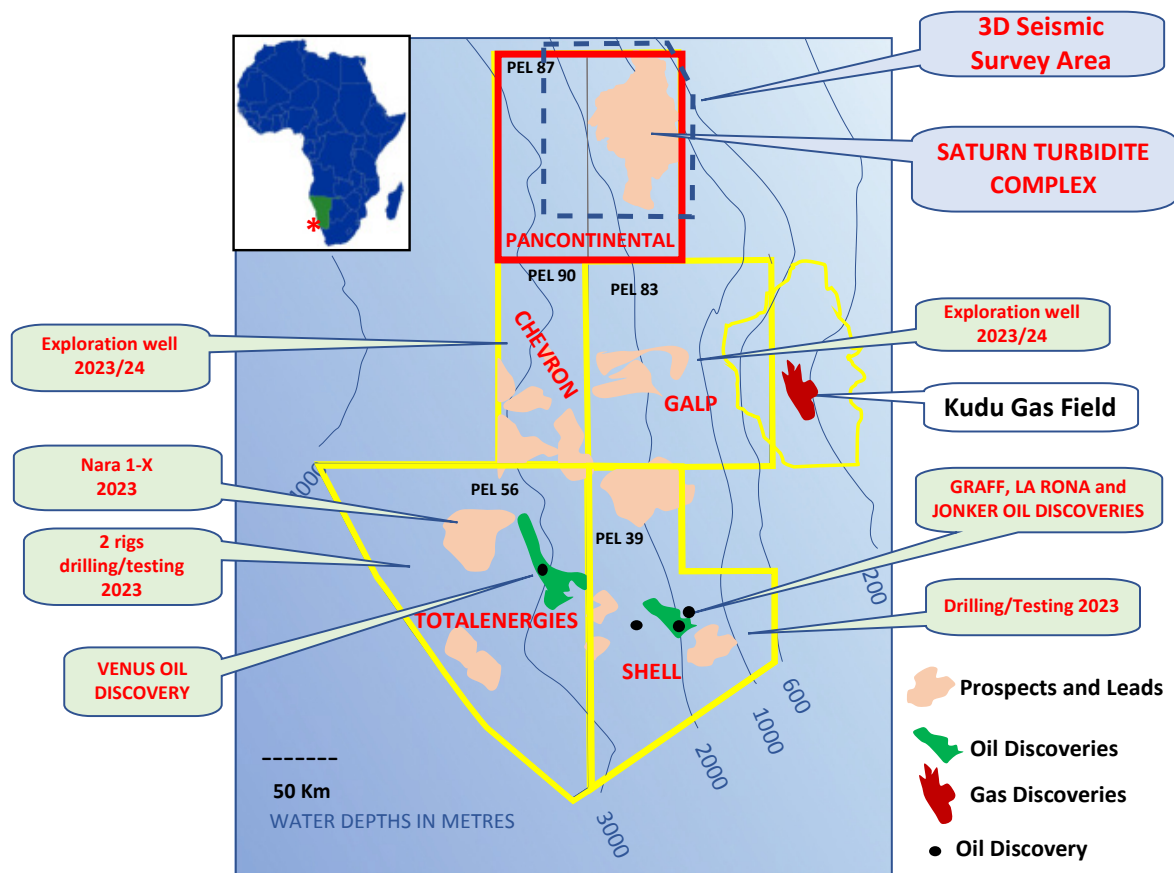 3D Seismic
Survey Area
PEL 87
SATURN TURBIDITE
COMPLEX
*
PANCONTINENTAL
PEL 90
PEL 83
Exploration well
2023/24
CHEVRON
Exploration well
2023/24
GALP
Kudu Gas Field
Nara 1-X
2023
4000
PEL 56
GRAFF, LA RONA and
JONKER OIL DISCOVERIES
PEL 39
2 rigs
drilling/testing
2023
200
Drilling/Testing 2023
TOTALENERGIES
VENUS OIL
DISCOVERY
SHELL
600
1000
2000
3000
Prospects and Leads
Oil Discoveries
Gas Discoveries
Oil Discovery
50 Km
WATER DEPTHS IN METRES